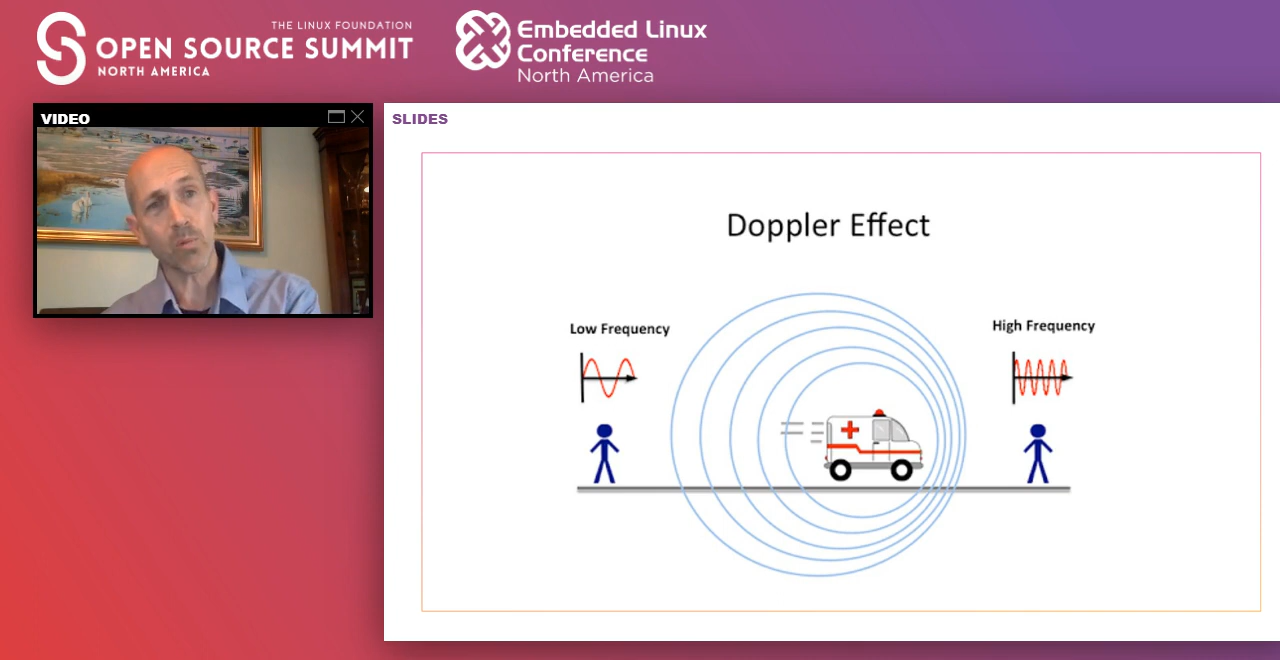 THE LINUX FOUNDATION
OPEN SOURCE SUMMIT
NORTH AMERICA
Embedded Linux
Conference
North America
VIDEO
SLIDES
Doppler Effect
Low Frequency
High Frequency